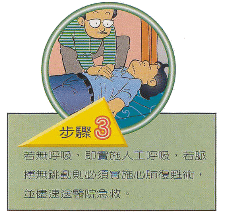 步驟3
若無呼吸，即實施人工呼吸，若脈
搏無跳動則必須實施心肺復甦術，
並儘速送醫院急救。